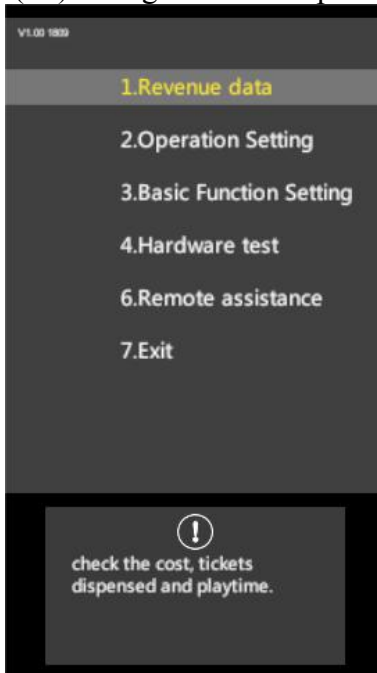 V1.00 1809
1.Revenue data
2.Operation Setting
3.Basic Function Setting
4.Hardware test
6.Remote assistance
7.Exit
check the cost, tickets
dispensed and playtime.